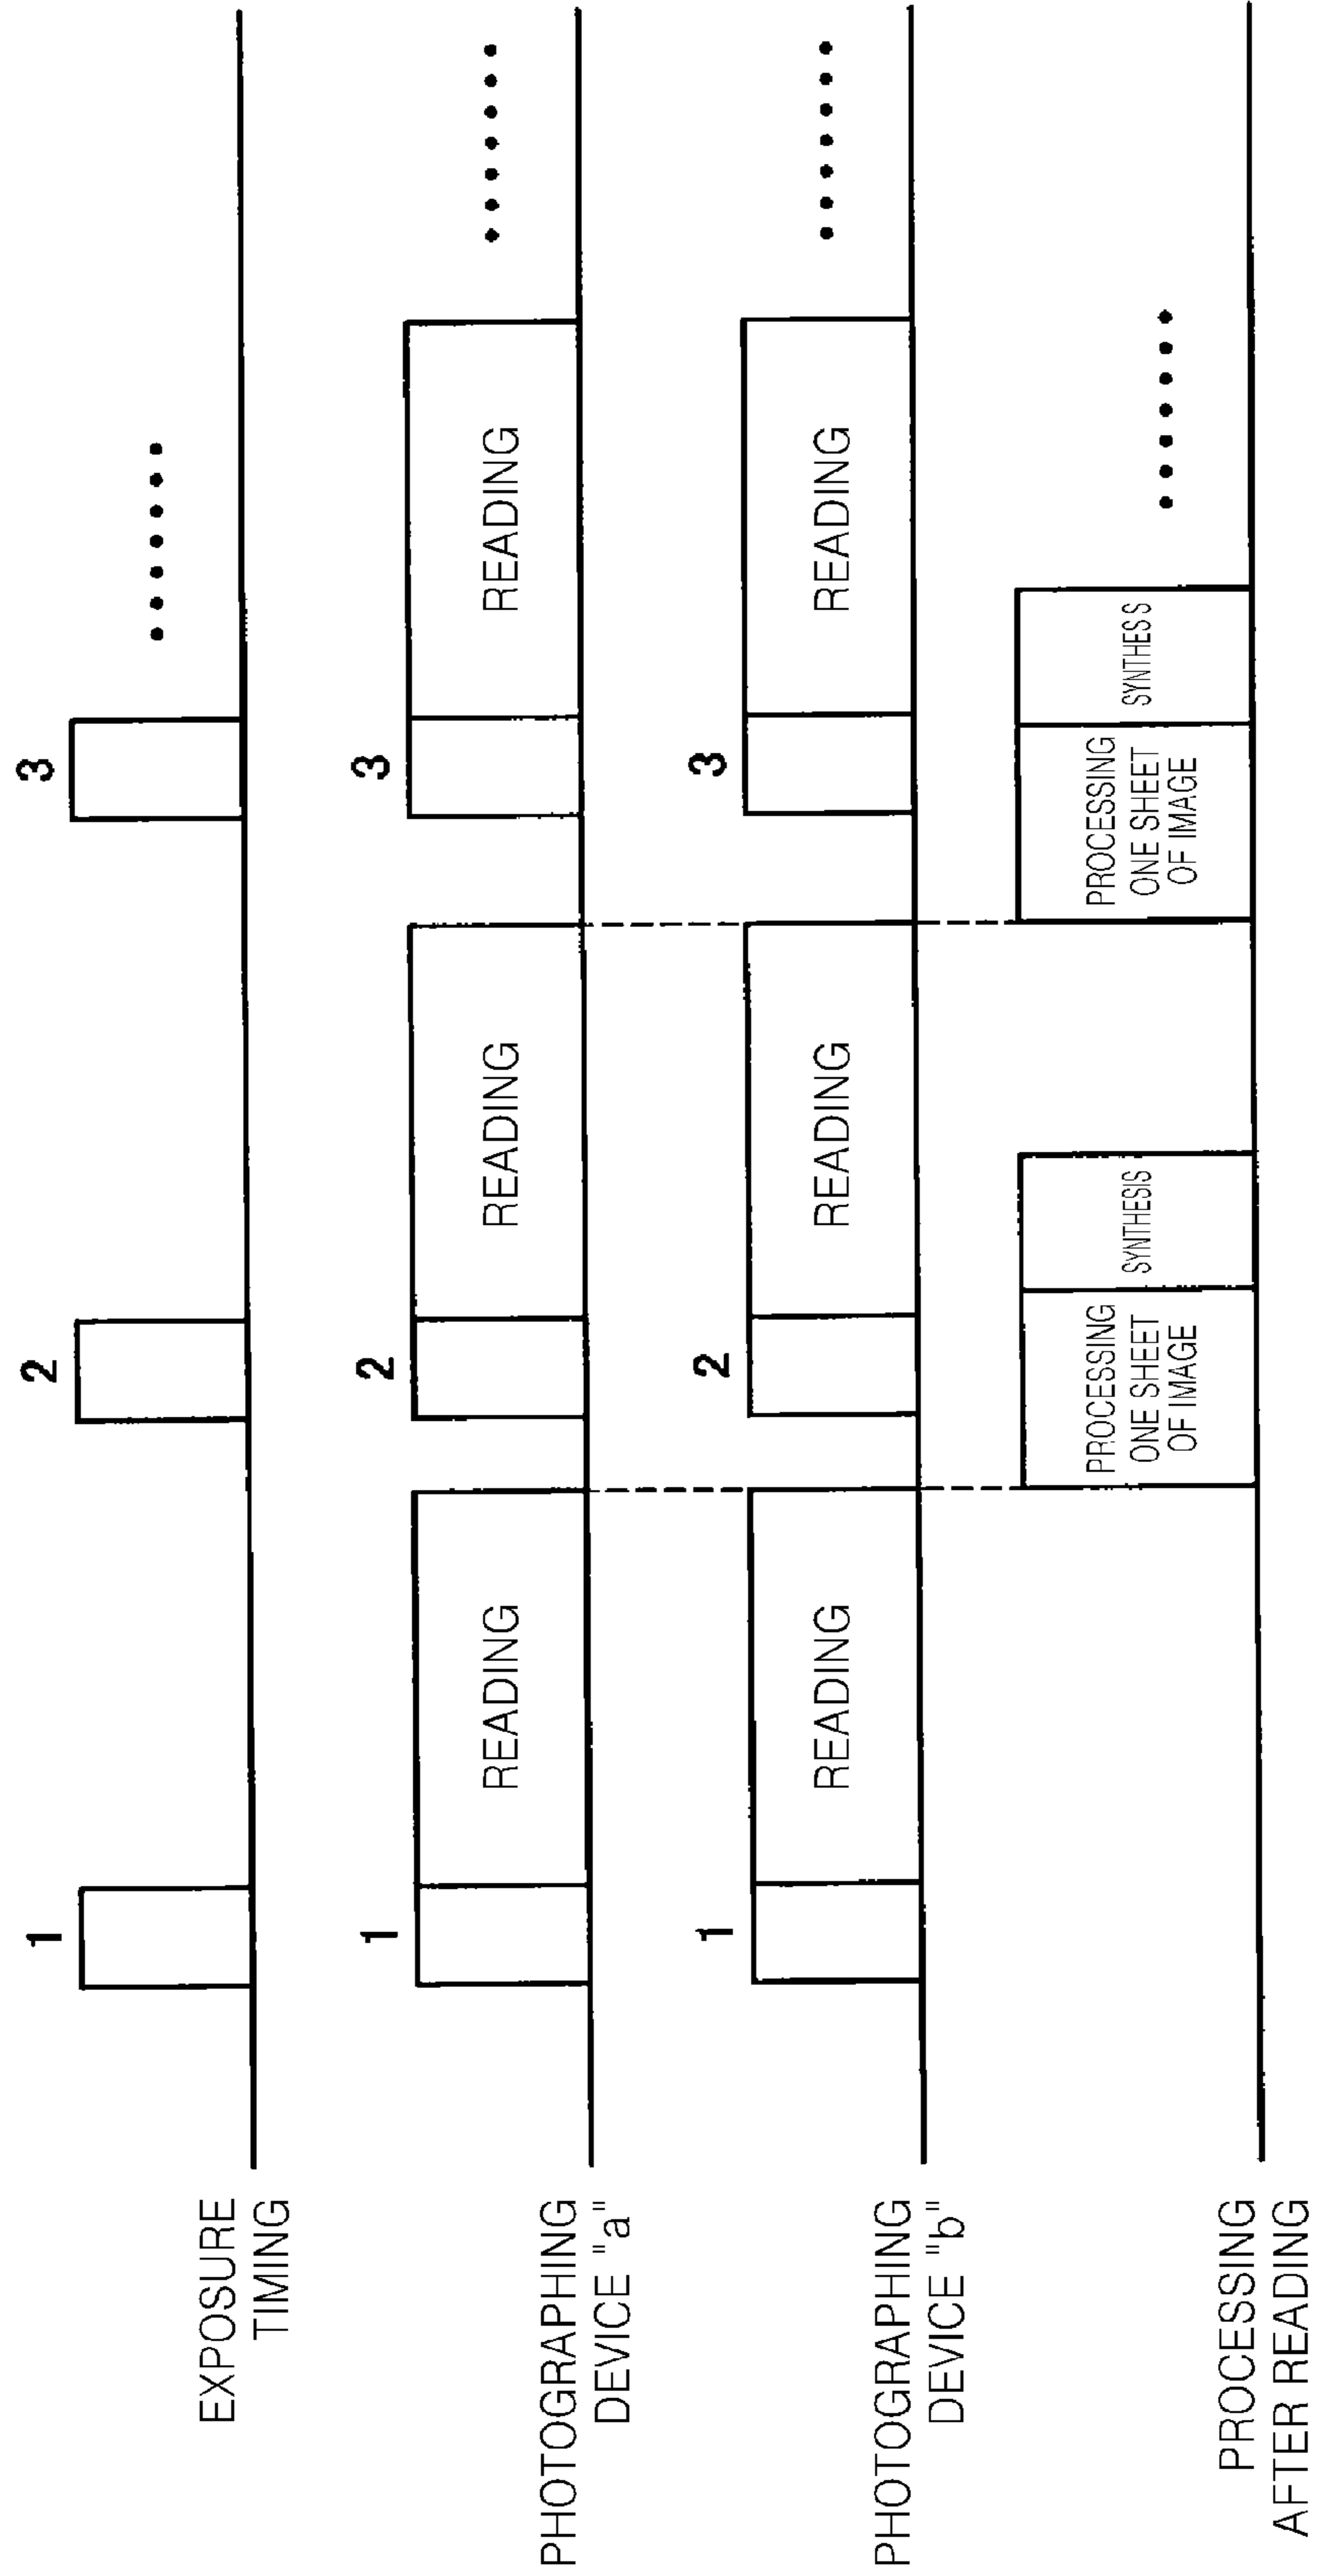 EXPOSURE
TIMING
1
2
3
PHOTOGRAPHING
DEVICE "a"
1
READING
2
READING
3
READING
PHOTOGRAPHING
DEVICE "b"
1
READING
2
READING
3
READING
PROCESSING
AFTER READING
PROCESSING
ONE SHEET
OF IMAGE
SYNTHESIS
PROCESSING
ONE SHEET
OF IMAGE
SYNTHESIS